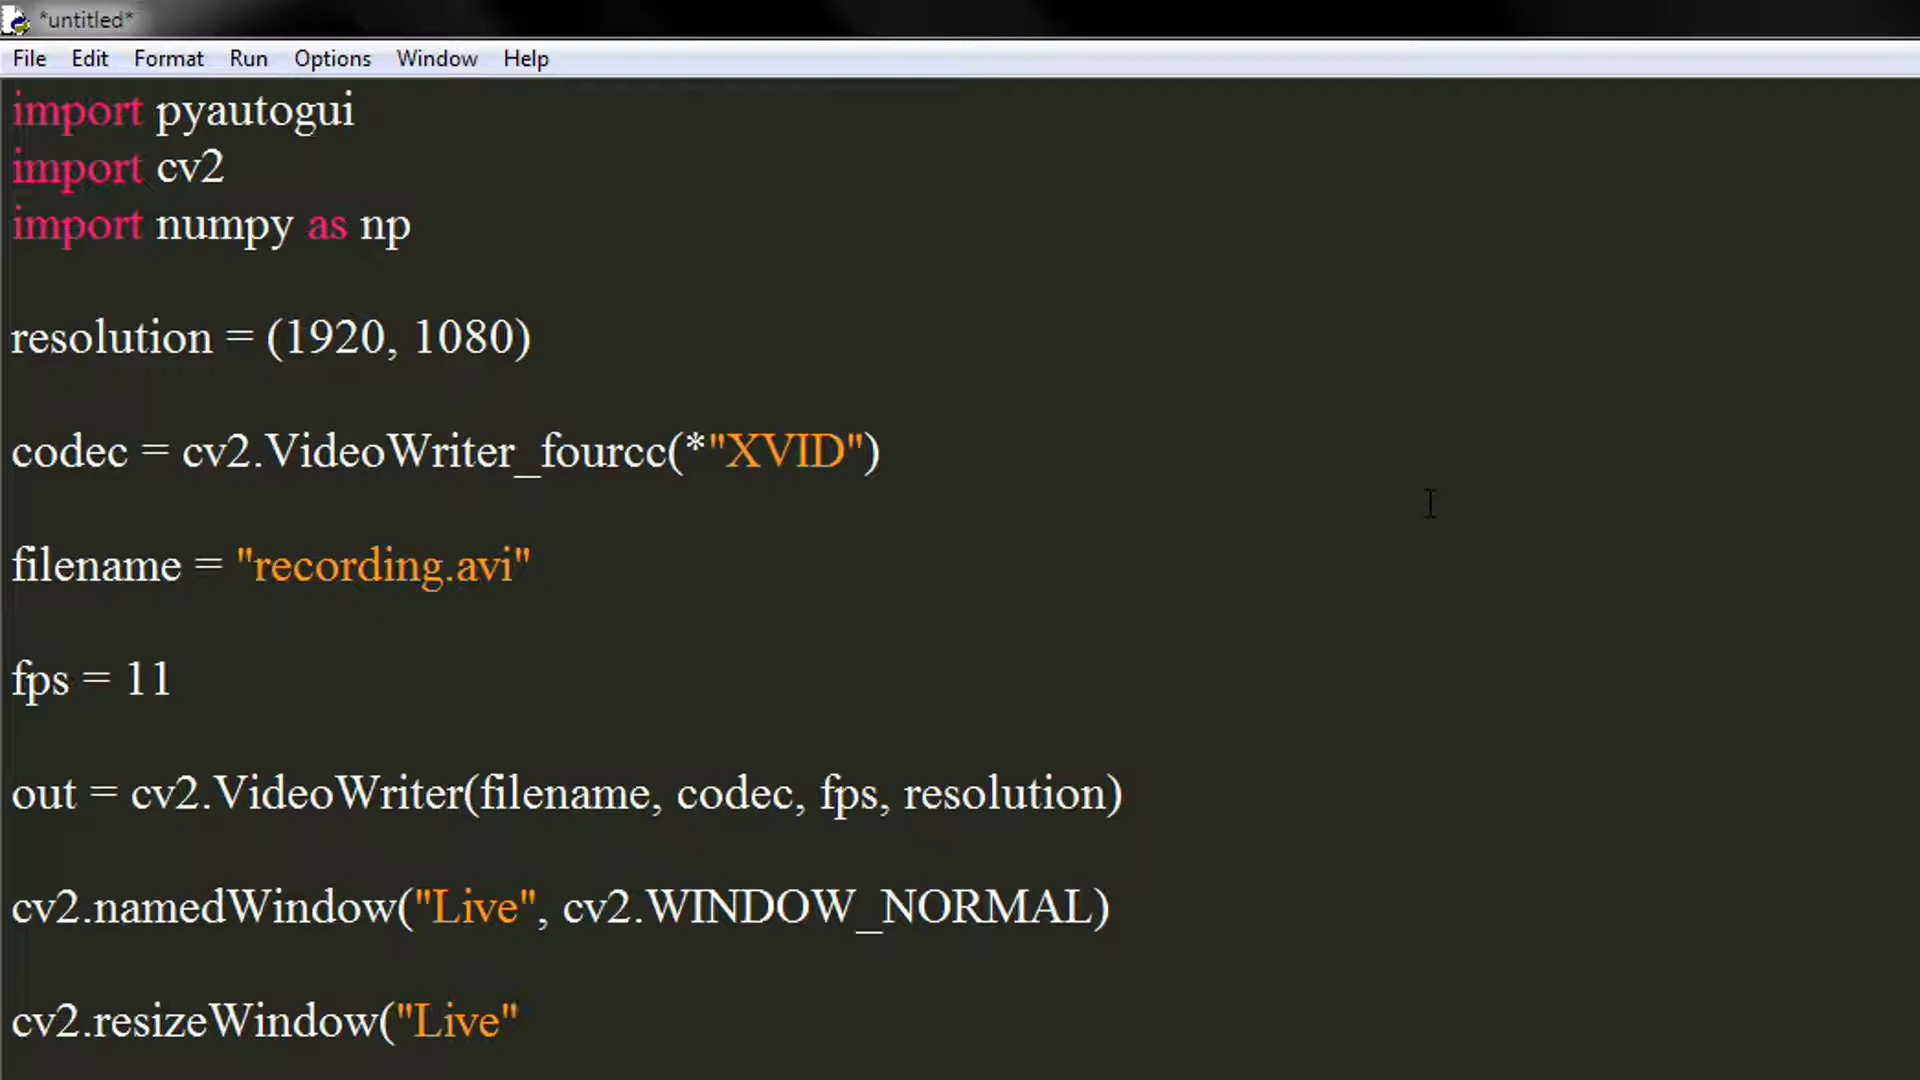 *untitled*
File Edit Format Run Options Window Help
import pyautogui
import cv2
import numpy as np
resolution = (1920, 1080)
codec = cv2.VideoWriter_fourcc(*"XVID")
filename = "recording.avi"
fps = 11
out = cv2.VideoWriter(filename, codec, fps, resolution)
cv2.namedWindow("Live", cv2.WINDOW_NORMAL)
cv2.resizeWindow("Live"